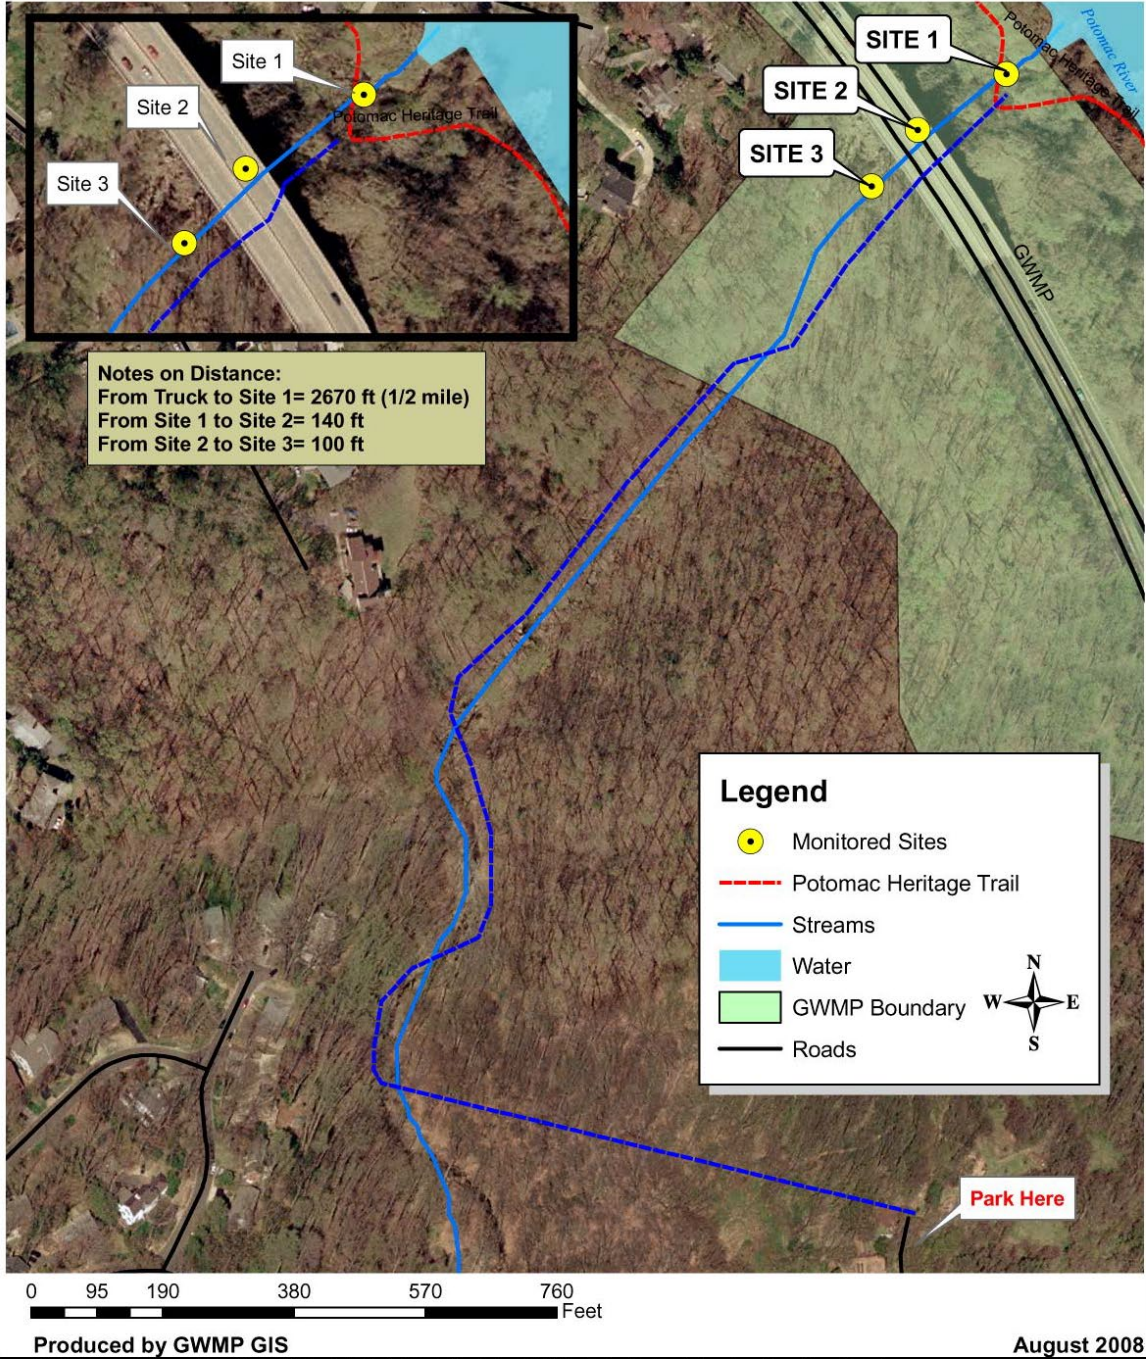 Site 1
Site 2
Site 3
Potomac Heritage Trail
SITE 1
SITE 2
SITE 3
Potomac Heritage Trail
Potomac River
GWMP
Notes on Distance:
From Truck to Site 1= 2670 ft (1/2 mile)
From Site 1 to Site 2= 140 ft
From Site 2 to Site 3= 100 ft
Legend
Monitored Sites
Potomac Heritage Trail
Streams
Water
GWMP Boundary
Roads
N
W E
S
Park Here
0 95 190 380 570 760
Feet
Produced by GWMP GIS August 2008